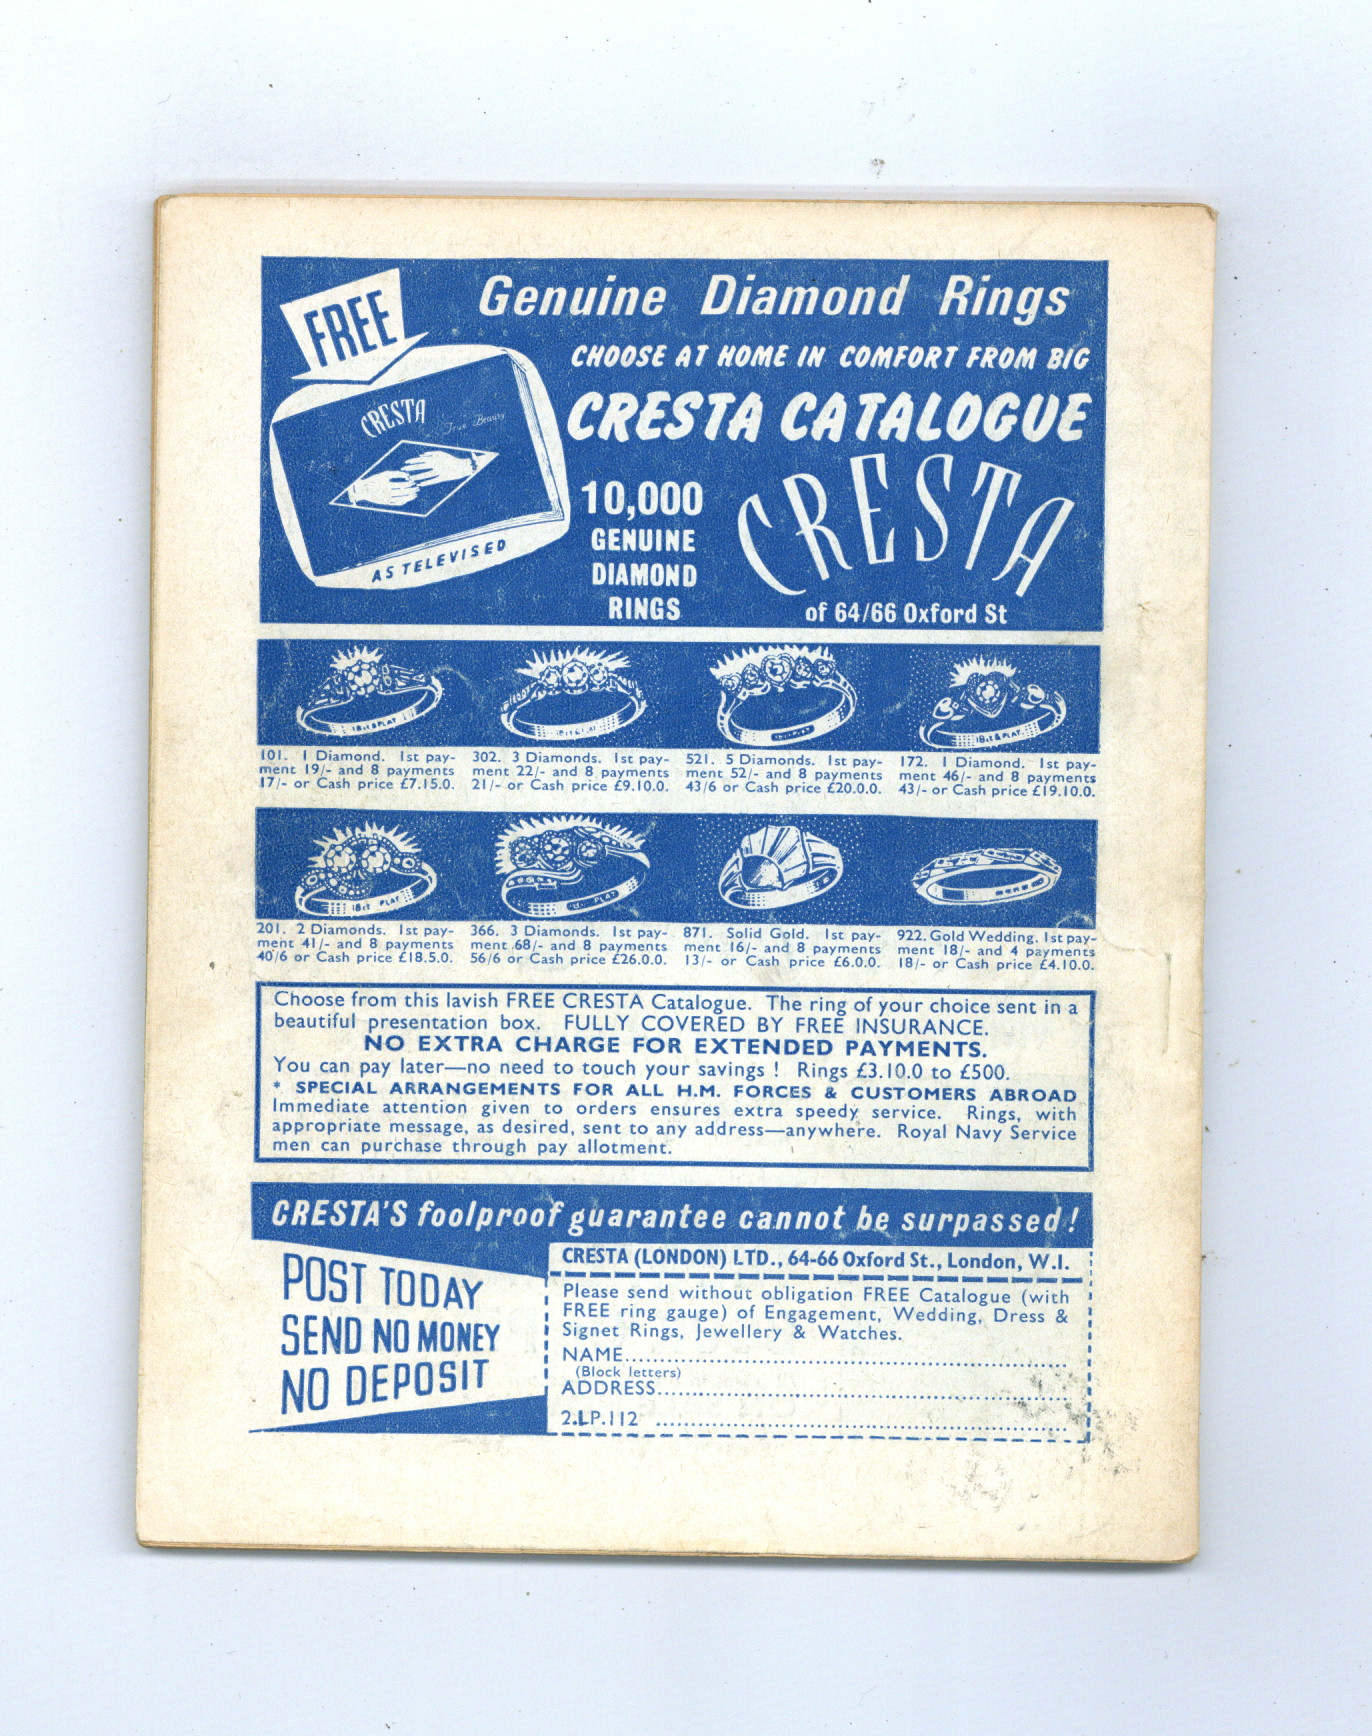 FREE
Genuine Diamond Rings
CHOOSE AT HOME IN COMFORT FROM BIG
CRESTA CATALOGUE
CRESTA
True Beauty
AS TELEVISED
10,000
GENUINE
DIAMOND
RINGS
CRESTA
of 64/66 Oxford St
18ct & PLAT
18ct & PLAT
101. 1 Diamond. 1st pay-
ment 19/- and 8 payments
17/- or Cash price £7.15.0.
302. 3 Diamonds. 1st pay-
ment 22/- and 8 payments
21/- or Cash price £9.10.0.
521. 5 Diamonds. 1st pay-
ment 52/- and 8 payments
43/6 or Cash price £20.0.0.
172. 1 Diamond. 1st pay-
ment 46/- and 8 payments
43/- or Cash price £19.10.0.
18ct PLAT
PLAT
201. 2 Diamonds. 1st pay-
ment 41/- and 8 payments
40/6 or Cash price £18.5.0.
366. 3 Diamonds. 1st pay-
ment 68/- and 8 payments
56/6 or Cash price £26.0.0.
871. Solid Gold. 1st pay-
ment 16/- and 8 payments
13/- or Cash price £6.0.0.
922. Gold Wedding. 1st pay-
ment 18/- and 4 payments
18/- or Cash price £4.10.0.
Choose from this lavish FREE CRESTA Catalogue. The ring of your choice sent in a
beautiful presentation box. FULLY COVERED BY FREE INSURANCE.
NO EXTRA CHARGE FOR EXTENDED PAYMENTS.
You can pay later—no need to touch your savings ! Rings £3.10.0 to £500.
* SPECIAL ARRANGEMENTS FOR ALL H.M. FORCES & CUSTOMERS ABROAD
Immediate attention given to orders ensures extra speedy service. Rings, with
appropriate message, as desired, sent to any address—anywhere. Royal Navy Service
men can purchase through pay allotment.
CRESTA'S foolproof guarantee cannot be surpassed!
POST TODAY
SEND NO MONEY
NO DEPOSIT
CRESTA (LONDON) LTD., 64-66 Oxford St., London, W.1.
Please send without obligation FREE Catalogue (with
FREE ring gauge) of Engagement, Wedding, Dress &
Signet Rings, Jewellery & Watches.
NAME
(Block letters)
ADDRESS
2.LP.112